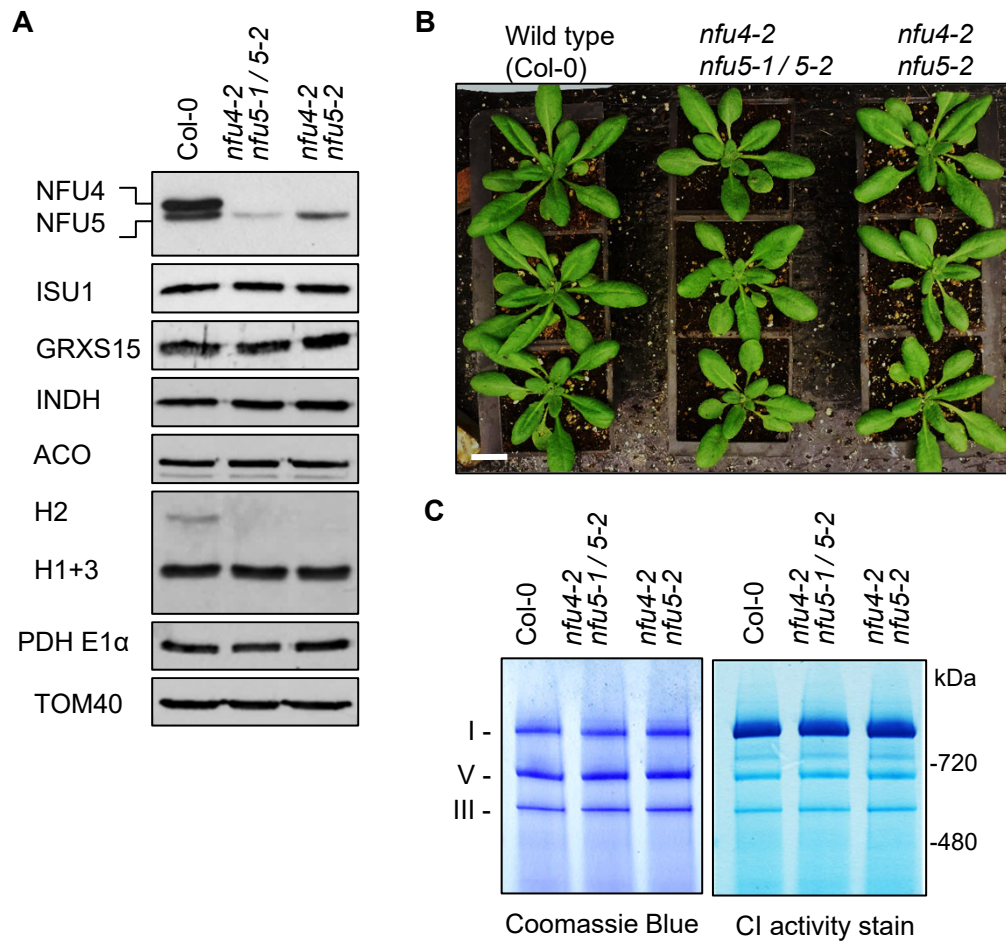 A
Col-0
nfu4-2
nfu5-1 / 5-2
nfu4-2
nfu5-2
NFU4
NFU5
ISU1
GRXS15
INDH
ACO
H2
H1+3
PDH E1α
TOM40
B
Wild type
(Col-0)
nfu4-2
nfu5-1 / 5-2
nfu4-2
nfu5-2
C
Col-0
nfu4-2
nfu5-1 / 5-2
nfu4-2
nfu5-2
Col-0
nfu4-2
nfu5-1 / 5-2
nfu4-2
nfu5-2
kDa
I -
V -
III -
-720
-480
Coomassie Blue
CI activity stain